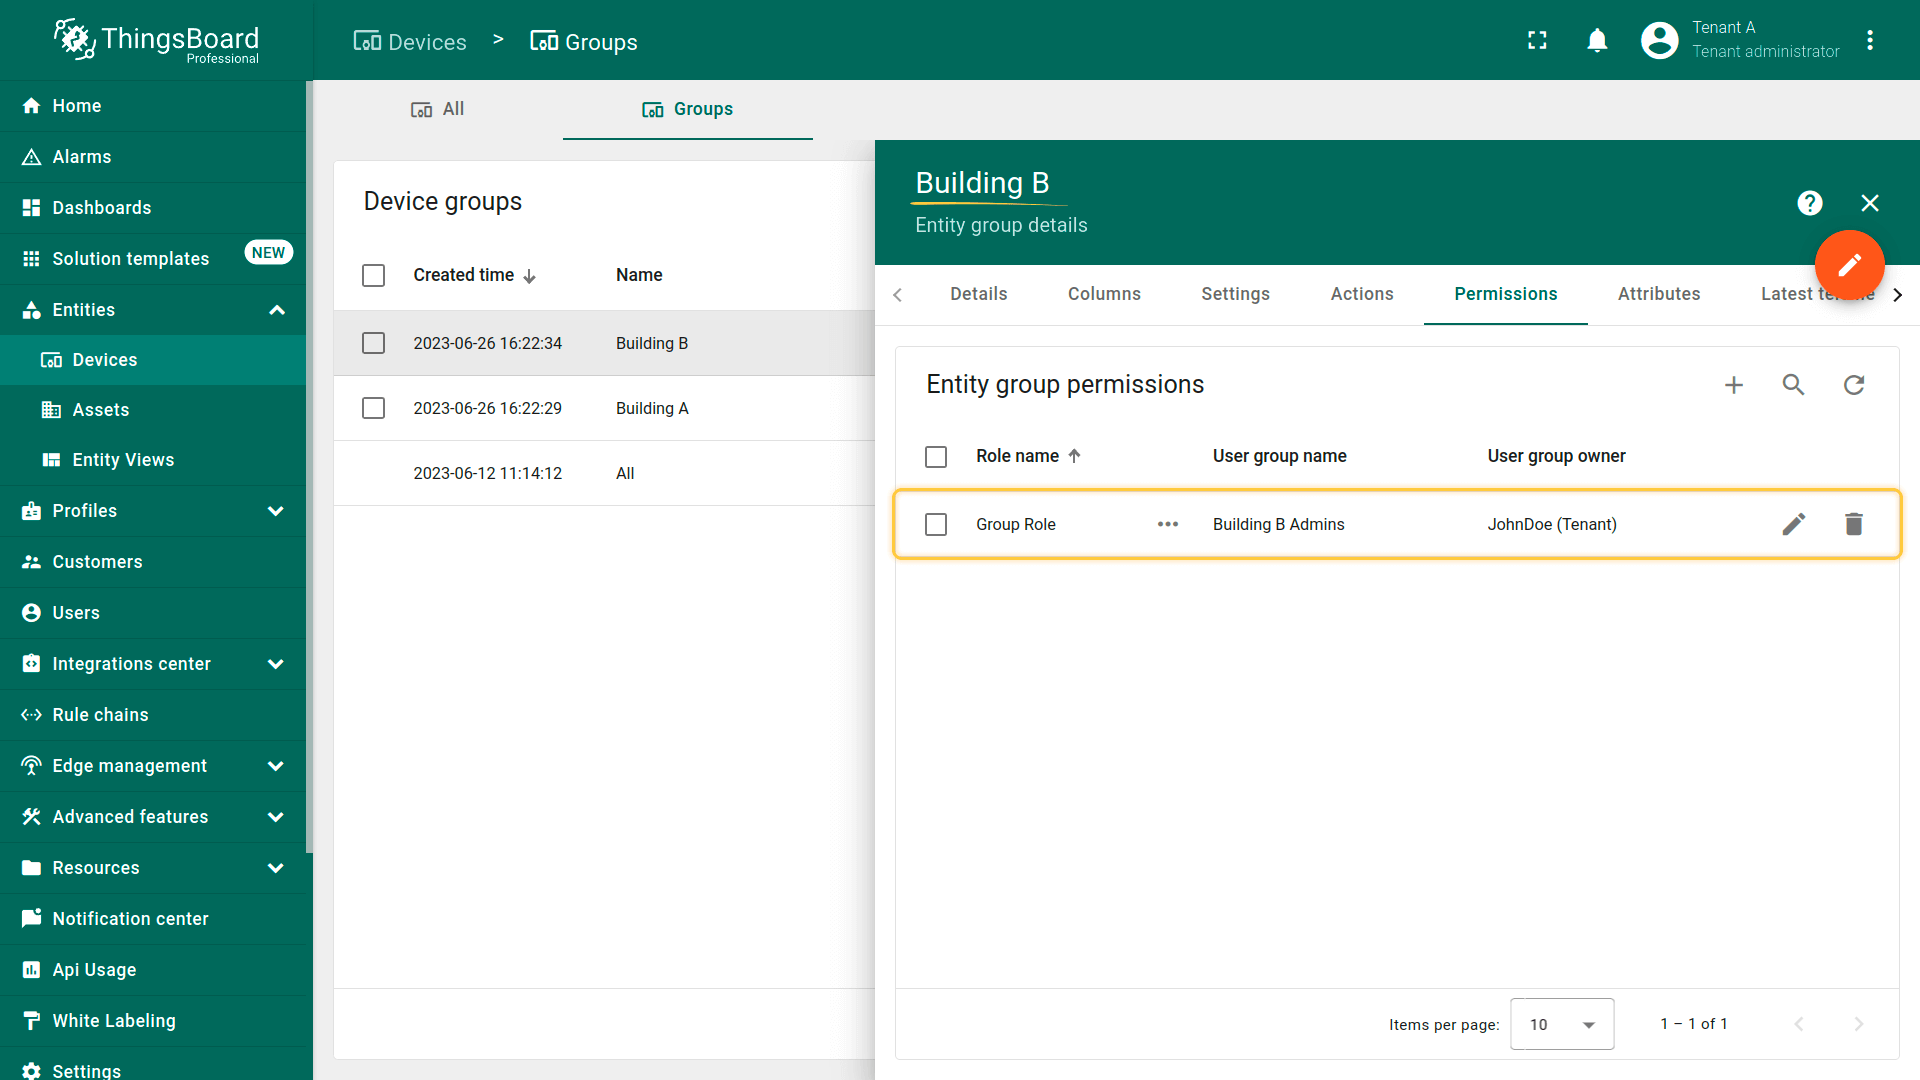 ThingsBoard
Professional
Devices > Groups
Tenant A
Tenant administrator
Home
Alarms
Dashboards
Solution templates NEW
Entities
Devices
Assets
Entity Views
Profiles
Customers
Users
Integrations center
Rule chains
Edge management
Advanced features
Resources
Notification center
Api Usage
White Labeling
Settings
All Groups
Device groups
Created time Name
2023-06-26 16:22:34 Building B
2023-06-26 16:22:29 Building A
2023-06-12 11:14:12 All
Building B
Entity group details
Details Columns Settings Actions Permissions Attributes Latest
Entity group permissions
Role name User group name User group owner
Group Role ••• Building B Admins JohnDoe (Tenant)
Items per page: 10 1 – 1 of 1